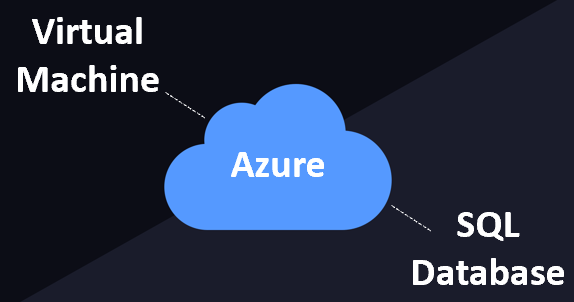 Virtual
Machine
Azure
SQL
Database